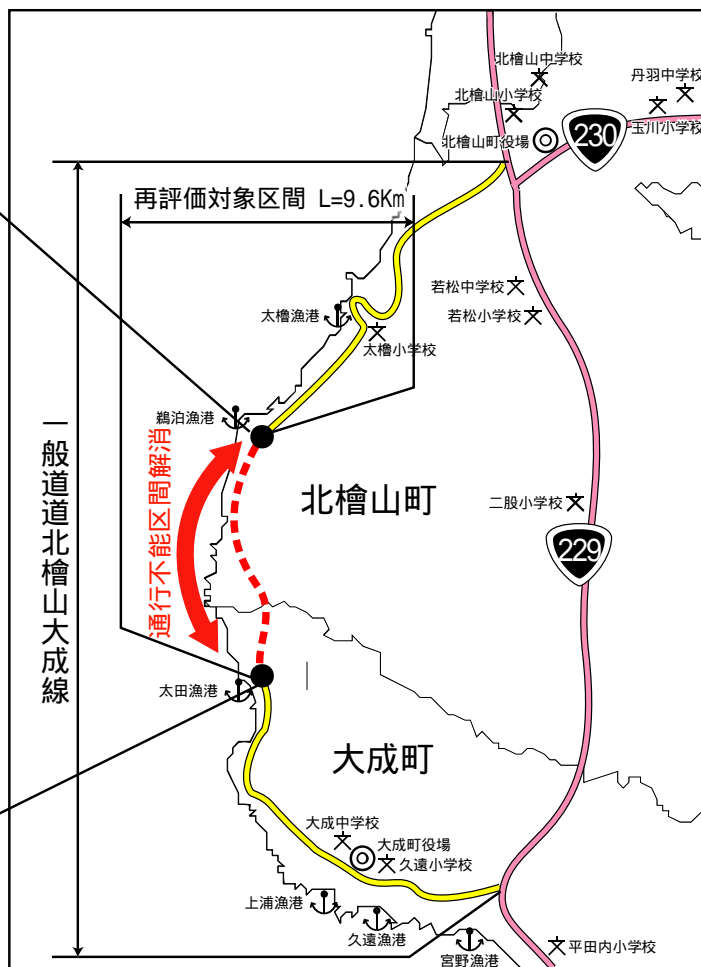 北檜山中学校
丹羽中学校
北檜山小学校
玉川小学校
北檜山町役場
230
再評価対象区間 L=9.6Km
若松中学校
太櫓漁港
若松小学校
太櫓小学校
鵜泊漁港
一般道道北檜山大成線
通行不能区間解消
北檜山町
二股小学校
229
太田漁港
大成町
大成中学校
大成町役場
久遠小学校
上浦漁港
久遠漁港
宮野漁港
平田内小学校